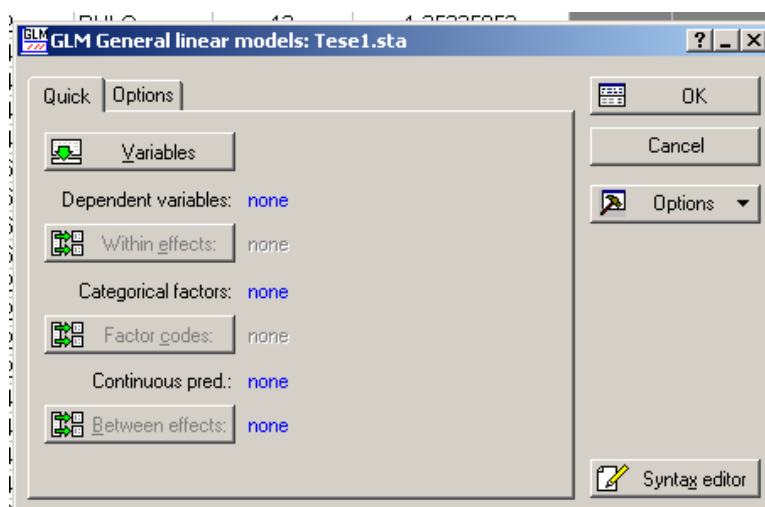 GLM General linear models: Tese1.sta
Quick Options
OK
Variables
Cancel
Dependent variables: none
Options
Within effects: none
Categorical factors: none
Factor codes: none
Continuous pred.: none
Between effects: none
Syntax editor